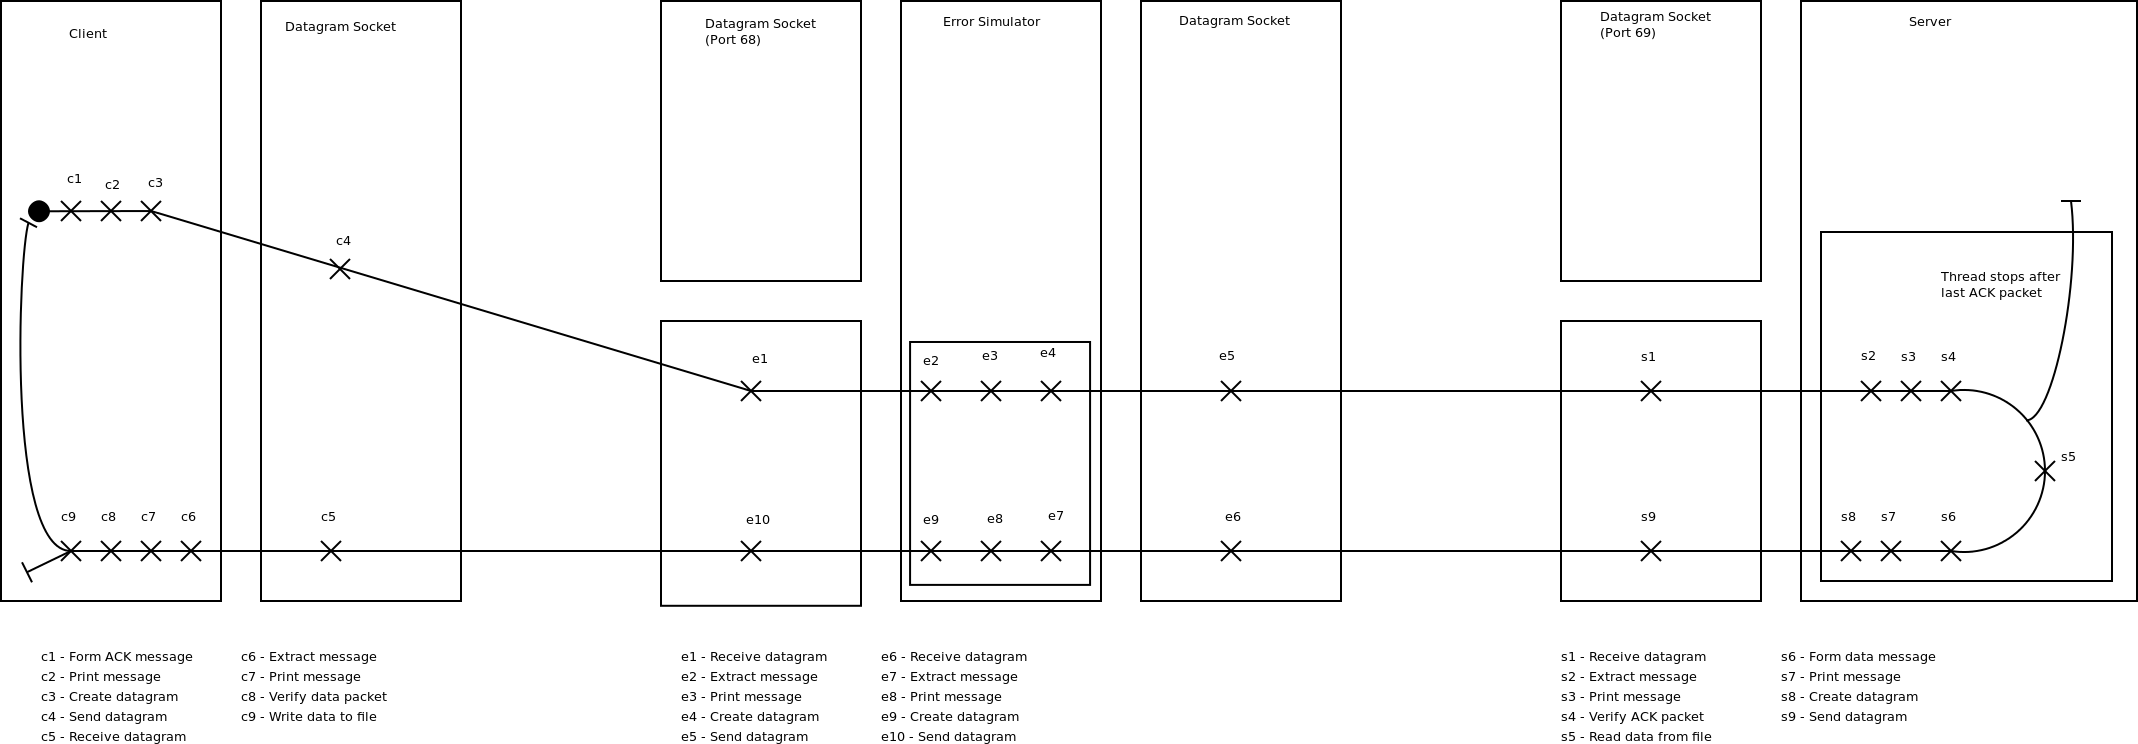 Client
Datagram Socket
Datagram Socket
(Port 68)
Error Simulator
Datagram Socket
Datagram Socket
(Port 69)
Server
c1
c2
c3
c4
Thread stops after
last ACK packet
e1
e2
e3
e4
e5
s1
s2
s3
s4
s5
c9
c8
c7
c6
c5
e10
e9
e8
e7
e6
s9
s8
s7
s6
c1 - Form ACK message
c2 - Print message
c3 - Create datagram
c4 - Send datagram
c5 - Receive datagram
c6 - Extract message
c7 - Print message
c8 - Verify data packet
c9 - Write data to file
e1 - Receive datagram
e2 - Extract message
e3 - Print message
e4 - Create datagram
e5 - Send datagram
e6 - Receive datagram
e7 - Extract message
e8 - Print message
e9 - Create datagram
e10 - Send datagram
s1 - Receive datagram
s2 - Extract message
s3 - Print message
s4 - Verify ACK packet
s5 - Read data from file
s6 - Form data message
s7 - Print message
s8 - Create datagram
s9 - Send datagram